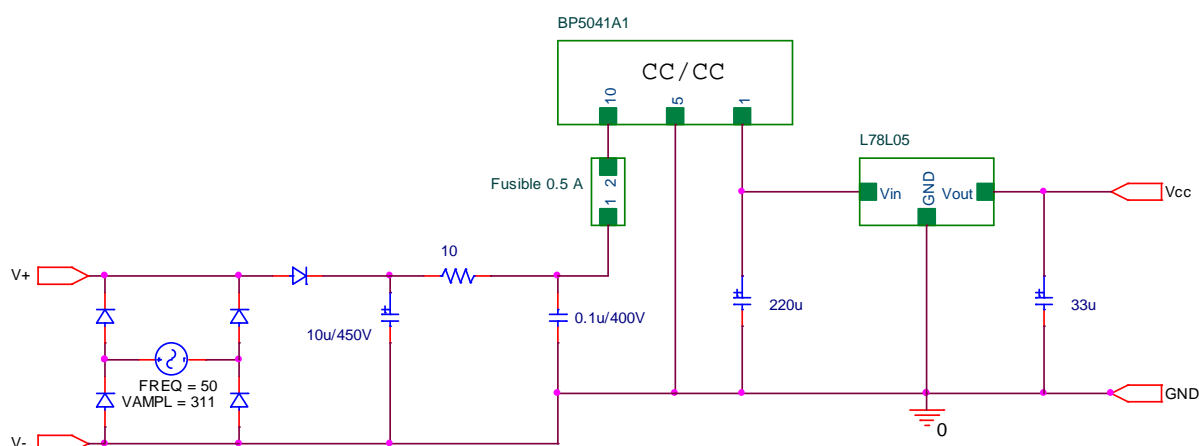 BP5041A1
CC/CC
10
5
1
L78L05
Fusible 0.5 A
2
1
Vin
GND
Vout
Vcc
10
V+
10u/450V
0.1u/400V
220u
33u
FREQ = 50
VAMPL = 311
GND
0
V-